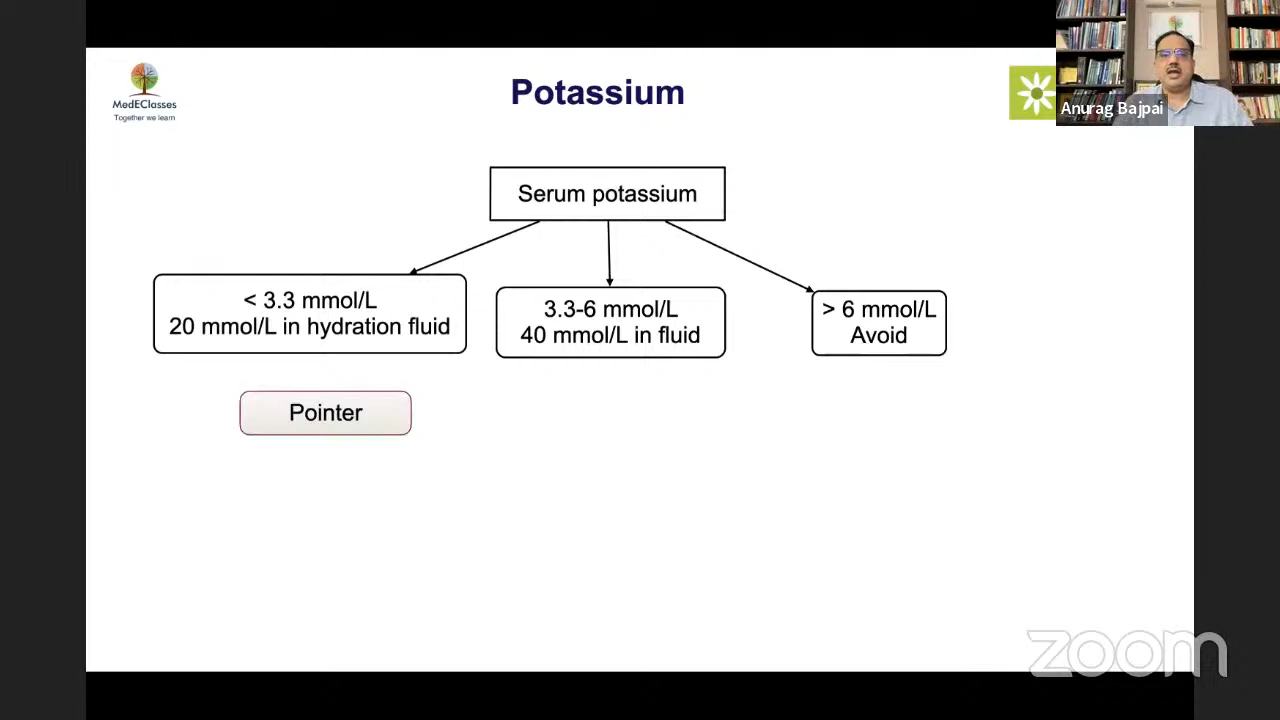 MedEClasses
Together we learn
Potassium
Anurag Bajpai
Serum potassium
< 3.3 mmol/L
20 mmol/L in hydration fluid
3.3-6 mmol/L
40 mmol/L in fluid
> 6 mmol/L
Avoid
Pointer
zoom